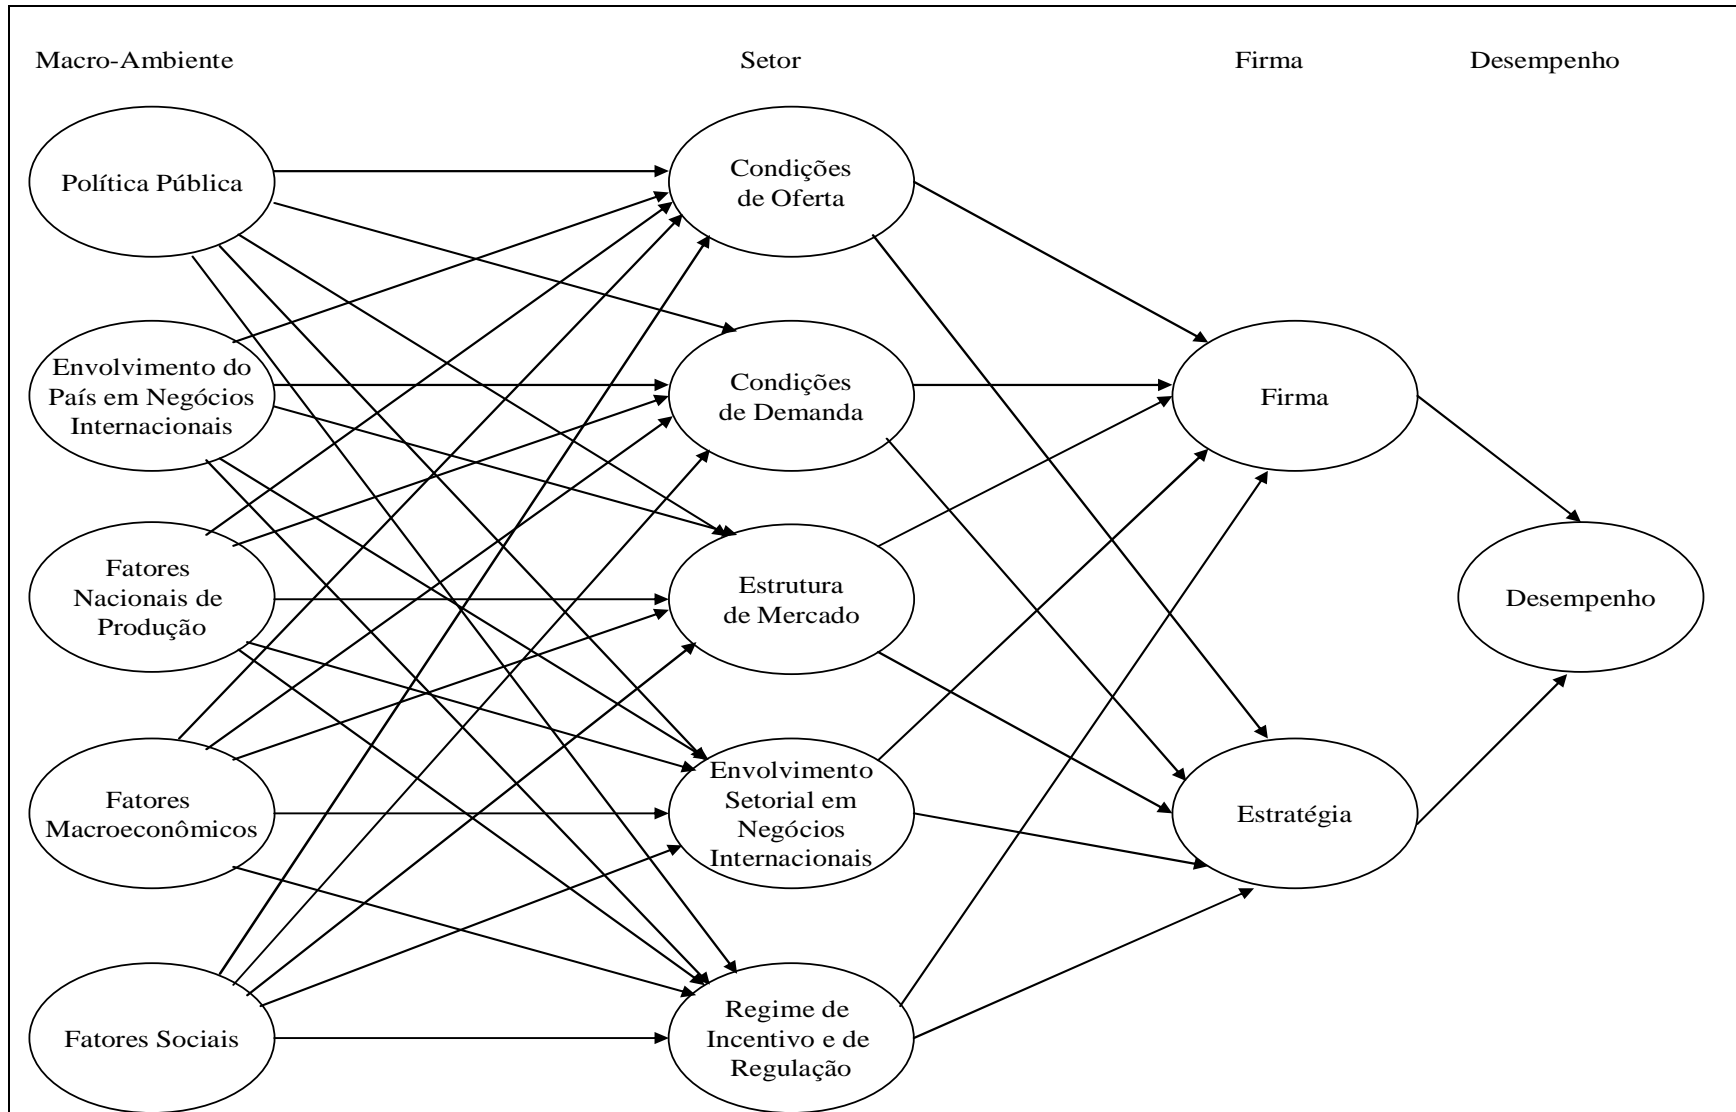 Macro-Ambiente
Setor
Firma
Desempenho
Política Pública
Condições
de Oferta
Envolvimento do
País em Negócios
Internacionais
Condições
de Demanda
Firma
Fatores
Nacionais de
Produção
Estrutura
de Mercado
Desempenho
Fatores
Macroeconômicos
Envolvimento
Setorial em
Negócios
Internacionais
Estratégia
Fatores Sociais
Regime de
Incentivo e de
Regulação